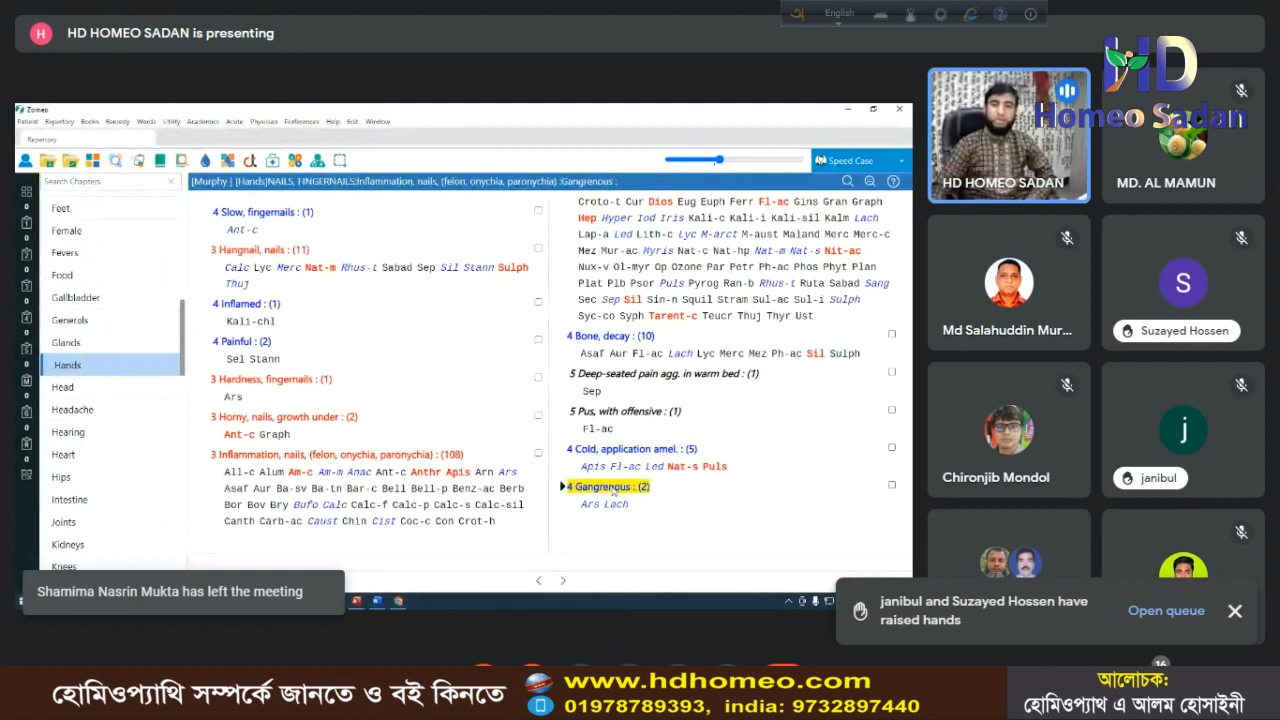 English
H
HD HOMEO SADAN is presenting
HD
Homeo Sadan
Zomeo
Patient Repertory Books Remedy Words Utility Academics Acute Physician Preferences Help Edit Window
Repertory
Speed Case
Search Chapters
[Murphy ] [Hands]NAILS, FINGERNAILS;Inflammation, nails, (felon, onychia, paronychia) ;Gangrenous ;
Feet
Female
Fevers
Food
Gallbladder
Generals
Glands
Hands
Head
Headache
Hearing
Heart
Hips
Intestine
Joints
Kidneys
Knees
4 Slow, fingernails : (1)
Ant-c
3 Hangnail, nails : (11)
Calc Lyc Merc Nat-m Rhus-t Sabad Sep Sil Stann Sulph
Thuj
4 Inflamed : (1)
Kali-chl
4 Painful : (2)
Sel Stann
3 Hardness, fingernails : (1)
Ars
3 Horny, nails, growth under : (2)
Ant-c Graph
3 Inflammation, nails, (felon, onychia, paronychia) : (108)
All-c Alum Am-c Am-m Anac Ant-c Anthr Apis Arn Ars
Asaf Aur Ba-sv Ba-tn Bar-c Bell Bell-p Benz-ac Berb
Bor Bov Bry Bufo Calc Calc-f Calc-p Calc-s Calc-sil
Canth Carb-ac Caust Chin Cist Coc-c Con Crot-h
Croto-t Cur Dios Eug Euph Ferr Fl-ac Gins Gran Graph
Hep Hyper Iod Iris Kali-c Kali-i Kali-sil Kalm Lach
Lap-a Led Lith-c Lyc M-arct M-aust Maland Merc Merc-c
Mez Mur-ac Myris Nat-c Nat-hp Nat-m Nat-s Nit-ac
Nux-v Ol-myr Op Ozone Par Petr Ph-ac Phos Phyt Plan
Plat Plb Psor Puls Pyrog Ran-b Rhus-t Ruta Sabad Sang
Sec Sep Sil Sin-n Squil Stram Sul-ac Sul-i Sulph
Syc-co Syph Tarent-c Teucr Thuj Thyr Ust
4 Bone, decay : (10)
Asaf Aur Fl-ac Lach Lyc Merc Mez Ph-ac Sil Sulph
5 Deep-seated pain agg. in warm bed : (1)
Sep
5 Pus, with offensive : (1)
Fl-ac
4 Cold, application amel. : (5)
Apis Fl-ac Led Nat-s Puls
4 Gangrenous : (2)
Ars Lach
HD HOMEO SADAN
MD. AL MAMUN
Md Salahuddin Mur...
S
Suzayed Hossen
Chironjib Mondol
j
janibul
Shamima Nasrin Mukta has left the meeting
janibul and Suzayed Hossen have
raised hands
Open queue
16
হোমিওপ্যাথি সম্পর্কে জানতে ও বই কিনতে
www.hdhomeo.com
01978789393, india: 9732897440
আলোচক:
হোমিওপ্যাথ এ আলম হোসাইনী